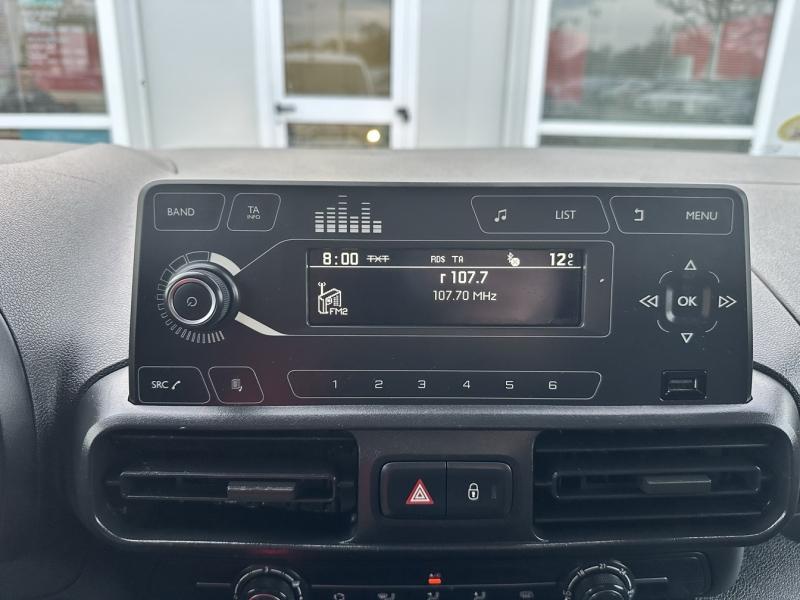 BAND TA INFO LIST MENU
8:00 TXT RDS TA 12°C
r 107.7
107.70 MHz
FM2
OK
SRC 1 2 3 4 5 6